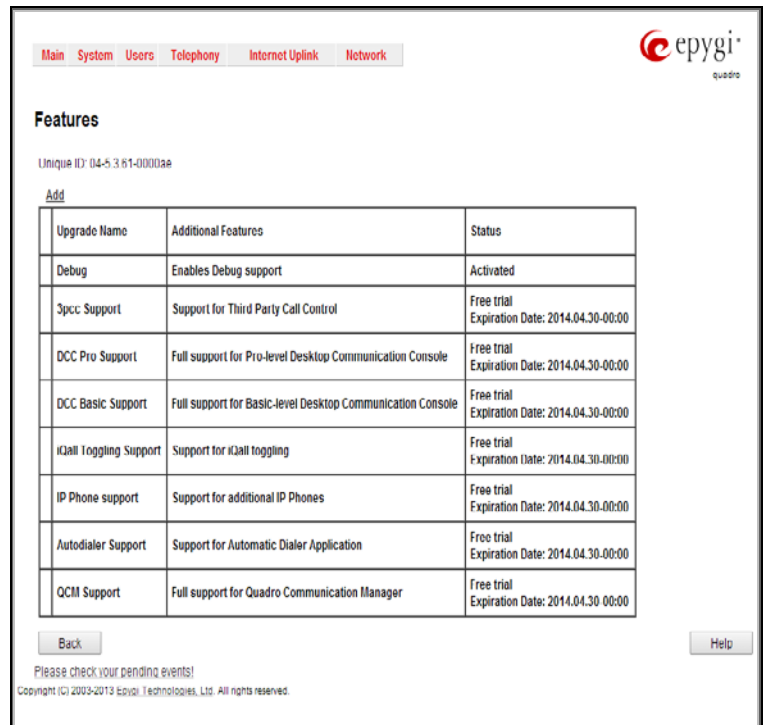 Main System Users Telephony Internet Uplink Network
epygi
quadro
Features
Unique ID: 04-5.3.61-0000ae
Add
Upgrade Name Additional Features Status
Debug Enables Debug support Activated
3pcc Support Support for Third Party Call Control Free trial
Expiration Date: 2014.04.30-00:00
DCC Pro Support Full support for Pro-level Desktop Communication Console Free trial
Expiration Date: 2014.04.30-00:00
DCC Basic Support Full support for Basic-level Desktop Communication Console Free trial
Expiration Date: 2014.04.30-00:00
iQall Toggling Support Support for iQall toggling Free trial
Expiration Date: 2014.04.30-00:00
IP Phone support Support for additional IP Phones Free trial
Expiration Date: 2014.04.30-00:00
Autodialer Support Support for Automatic Dialer Application Free trial
Expiration Date: 2014.04.30-00:00
QCM Support Full support for Quadro Communication Manager Free trial
Expiration Date: 2014.04.30-00:00
Back Help
Please check your pending events!
Copyright (C) 2003-2013 Epygi Technologies, Ltd. All rights reserved.